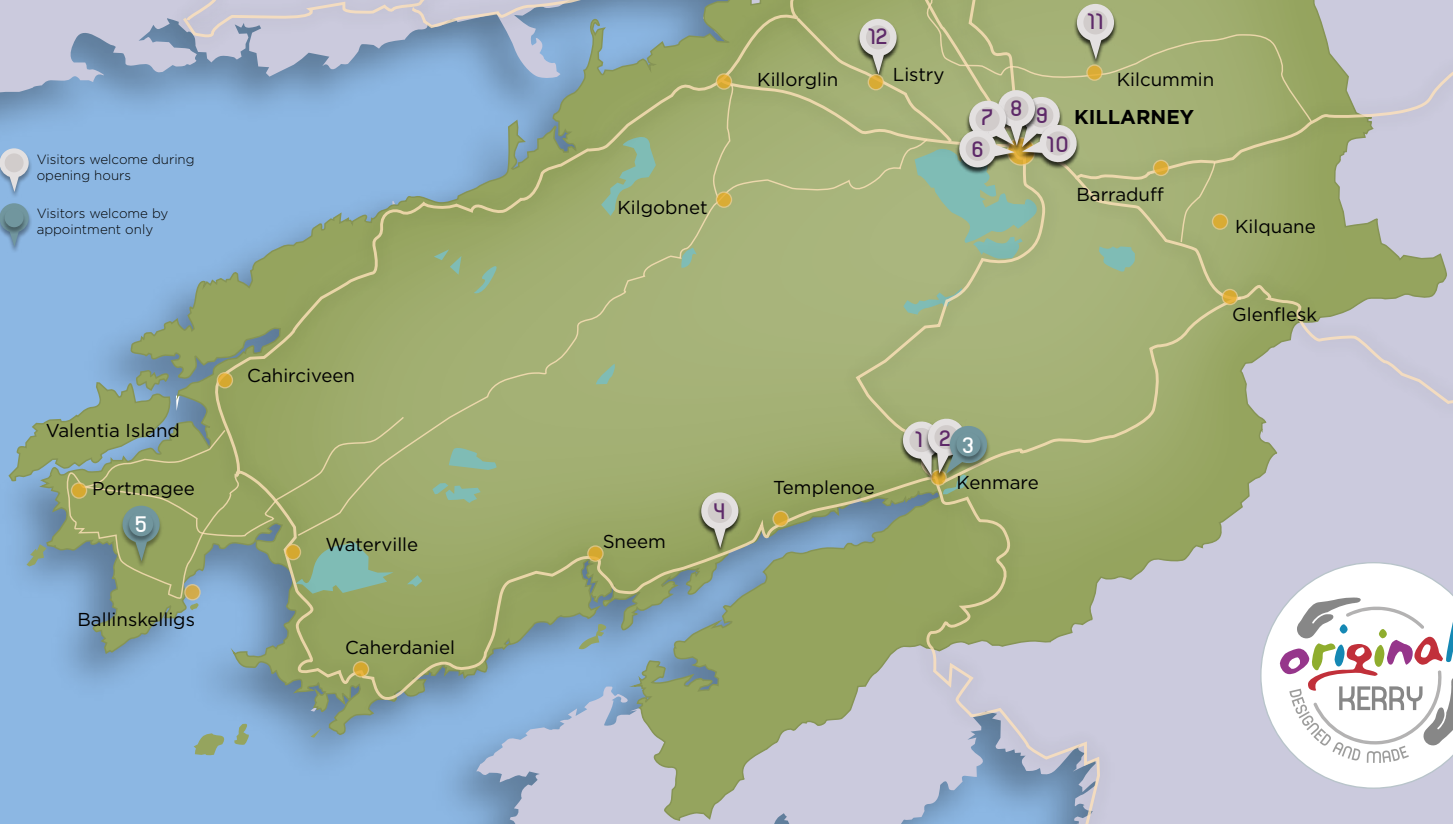 11
12
Listry
Killorglin
Kilcummin
7
8
9
KILLARNEY
6
10
Visitors welcome during
opening hours
Barraduff
Kilgobnet
Visitors welcome by
appointment only
Kilquane
Glenflesk
Cahirciveen
Valentia Island
1
2
3
Portmagee
Templenoe
Kenmare
4
5
Waterville
Sneem
Ballinskelligs
Caherdaniel
original
KERRY
DESIGNED AND MADE